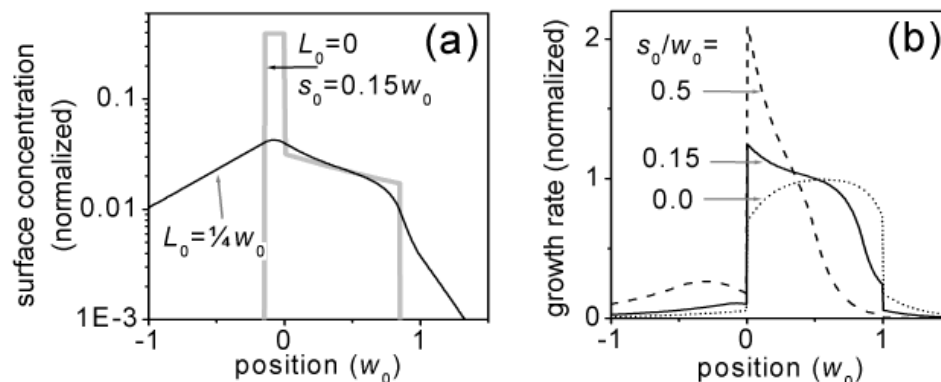 (a)
surface concentration
(normalized)
0.1
0.01
1E-3
L₀=0
s₀=0.15w₀
L₀=¼w₀
-1
0
1
position (w₀)
(b)
growth rate (normalized)
2
1
0
s₀/w₀=
0.5
0.15
0.0
-1
0
1
position (w₀)